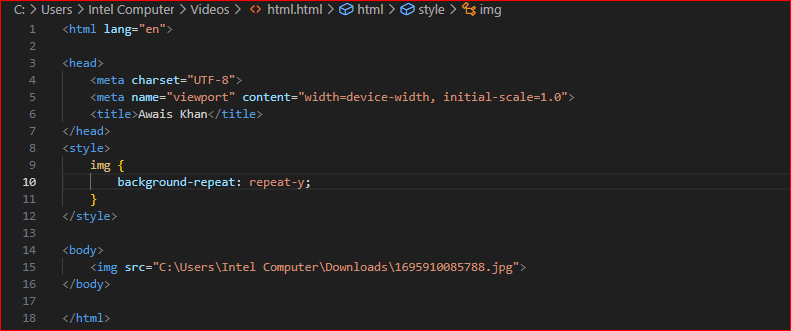 C: > Users > Intel Computer > Videos > <> html.html > html > style > img
1 <html lang="en">
2
3 <head>
4     <meta charset="UTF-8">
5     <meta name="viewport" content="width=device-width, initial-scale=1.0">
6     <title>Awais Khan</title>
7 </head>
8 <style>
9     img {
10         background-repeat: repeat-y;
11     }
12 </style>
13
14 <body>
15     <img src="C:\Users\Intel Computer\Downloads\1695910085788.jpg">
16 </body>
17
18 </html>